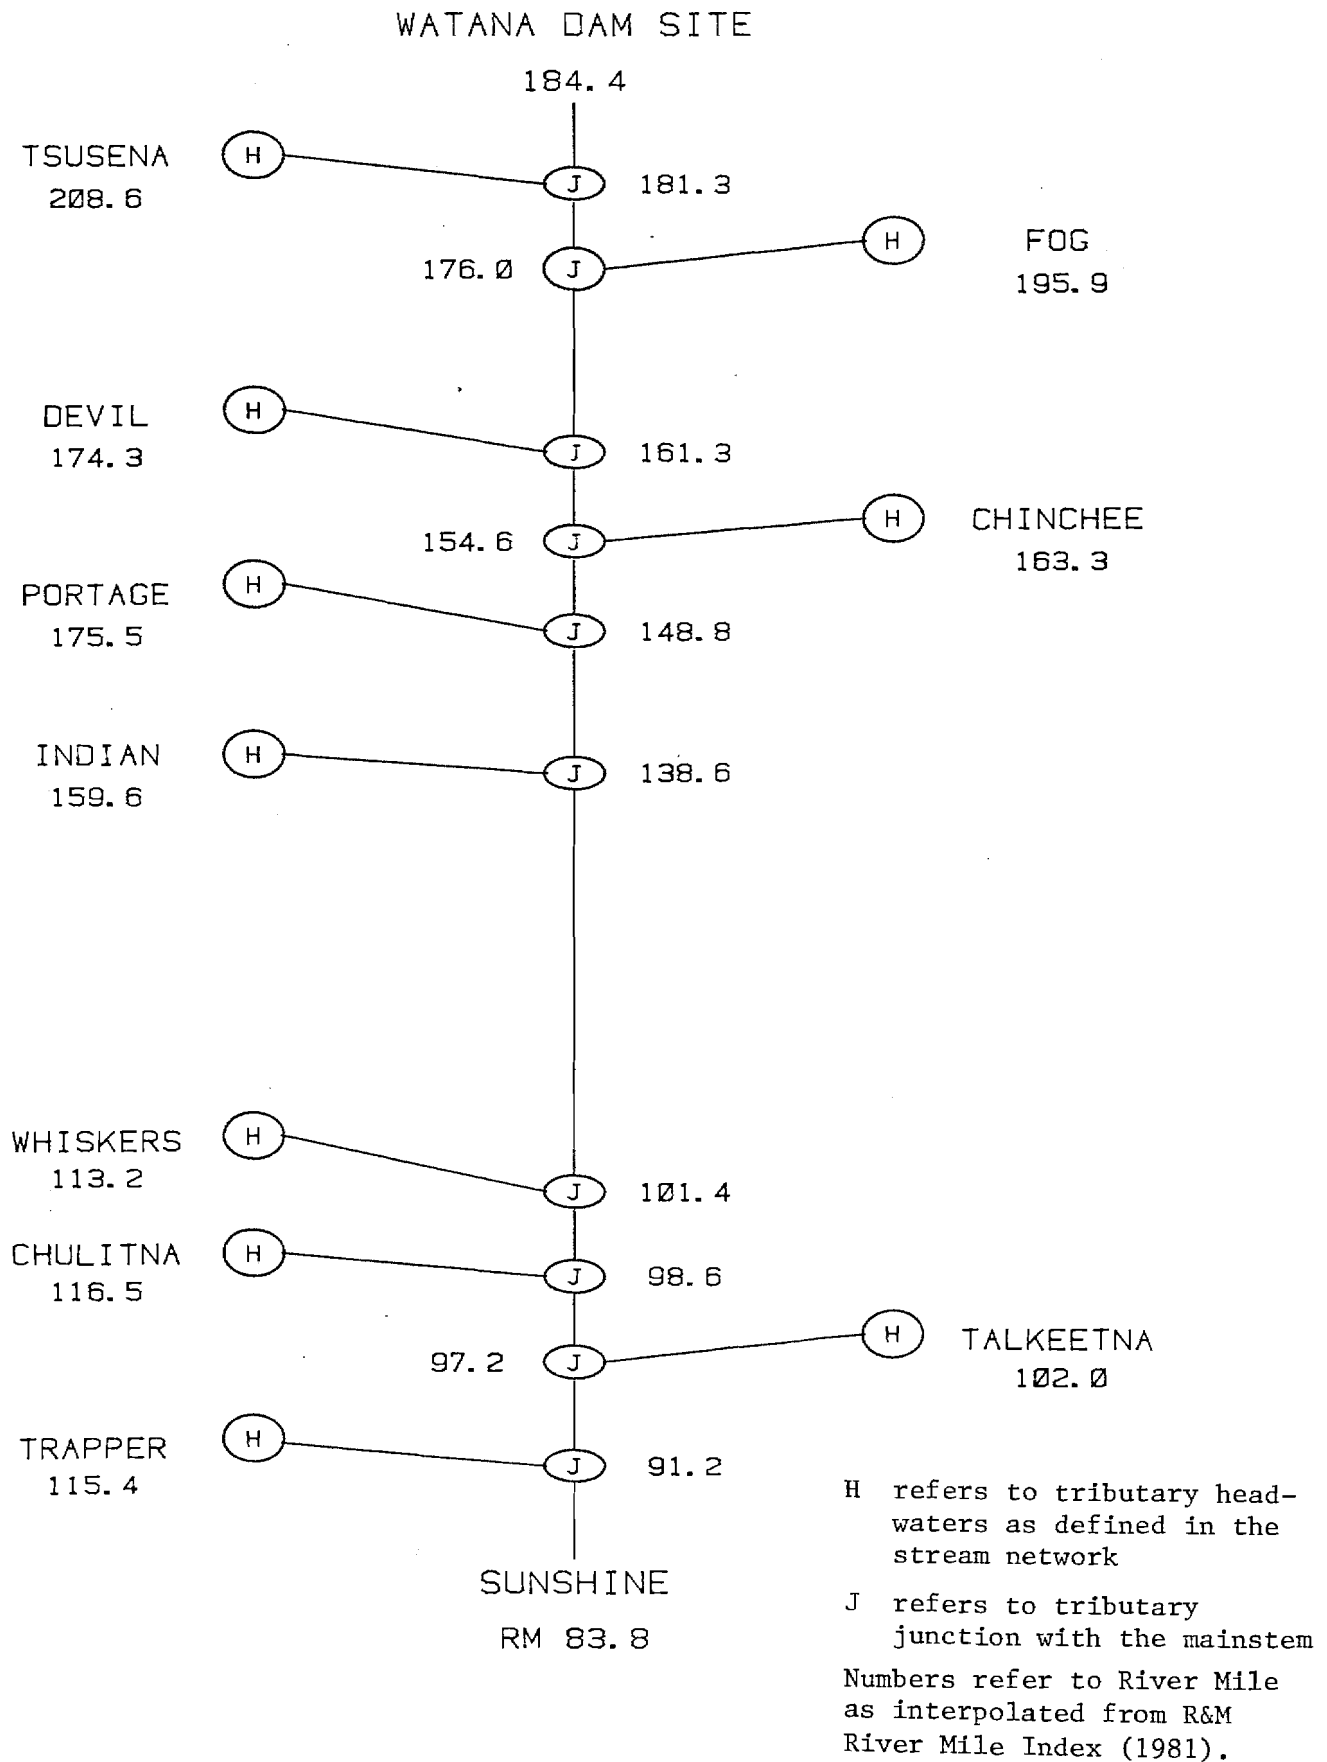 WATANA DAM SITE
184.4
TSUSENA
208.6
H
J
181.3
176.0
J
H
FOG
195.9
DEVIL
174.3
H
J
161.3
154.6
J
H
CHINCHEE
163.3
PORTAGE
175.5
H
J
148.8
INDIAN
159.6
H
J
138.6
WHISKERS
113.2
H
J
101.4
CHULITNA
116.5
H
J
98.6
97.2
J
H
TALKEETNA
102.0
TRAPPER
115.4
H
J
91.2
SUNSHINE
RM 83.8
H refers to tributary head-
waters as defined in the
stream network
J refers to tributary
junction with the mainstem
Numbers refer to River Mile
as interpolated from R&M
River Mile Index (1981).